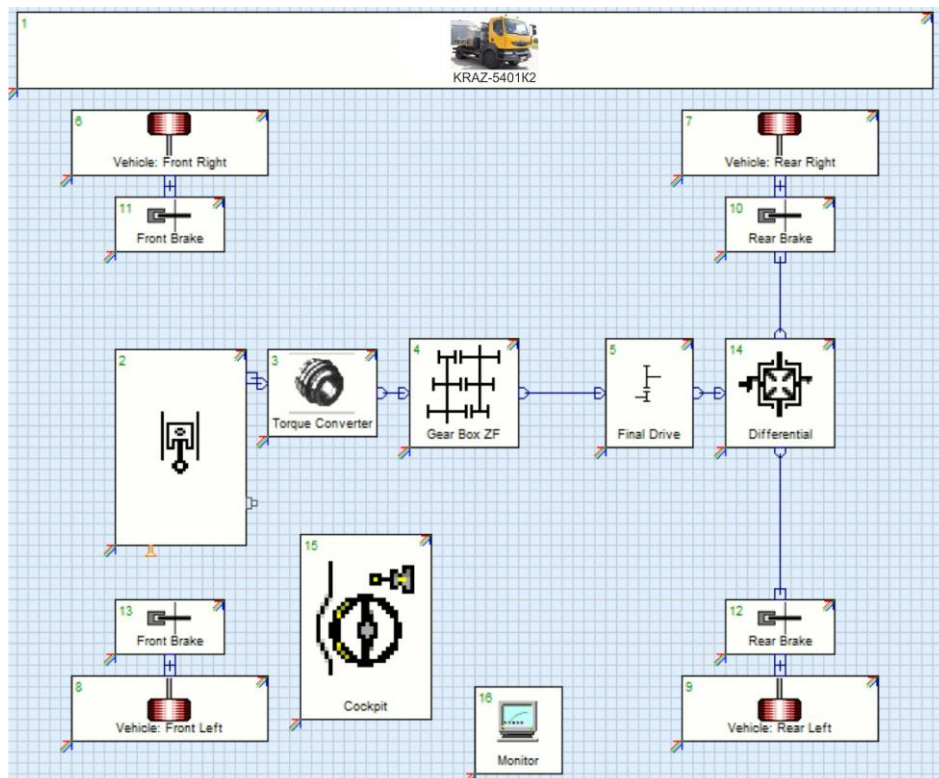 1
KRAZ-5401K2
6
Vehicle: Front Right
7
Vehicle: Rear Right
11
Front Brake
10
Rear Brake
2
3
Torque Converter
4
Gear Box ZF
5
Final Drive
14
Differential
15
Cockpit
13
Front Brake
12
Rear Brake
8
Vehicle: Front Left
16
Monitor
9
Vehicle: Rear Left